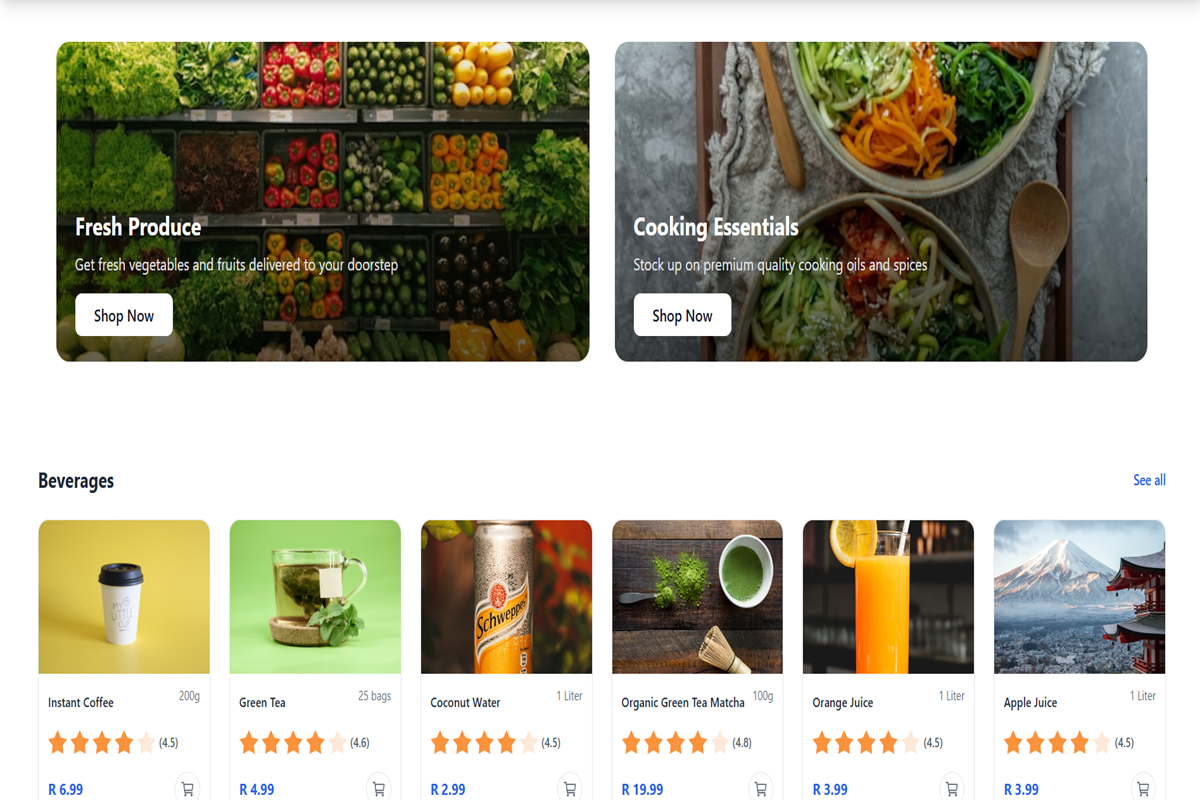 Fresh Produce
Get fresh vegetables and fruits delivered to your doorstep
Shop Now
Cooking Essentials
Stock up on premium quality cooking oils and spices
Shop Now
Beverages
See all
MY
LITTLE
Schweppes
Instant Coffee
200g
(4.5)
R 6.99
Green Tea
25 bags
(4.6)
R 4.99
Coconut Water
1 Liter
(4.5)
R 2.99
Organic Green Tea Matcha
100g
(4.8)
R 19.99
Orange Juice
1 Liter
(4.5)
R 3.99
Apple Juice
1 Liter
(4.5)
R 3.99